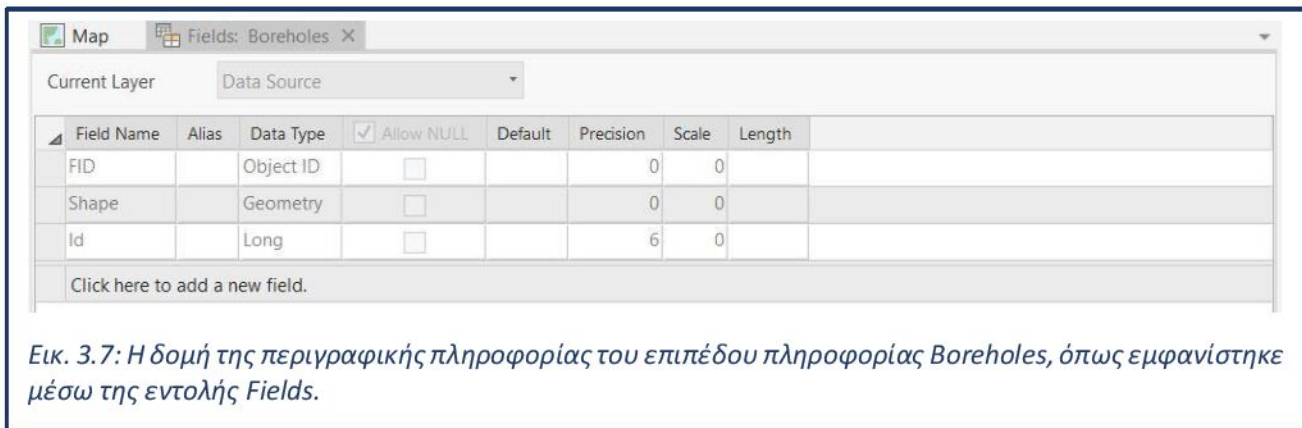 Map Fields: Boreholes
Current Layer Data Source
Field Name Alias Data Type Allow NULL Default Precision Scale Length
FID Object ID 0 0
Shape Geometry 0 0
Id Long 6 0
Click here to add a new field.
Εικ. 3.7: Η δομή της περιγραφικής πληροφορίας του επιπέδου πληροφορία Boreholes, όπως εμφανίστηκε
μέσω της εντολής Fields.